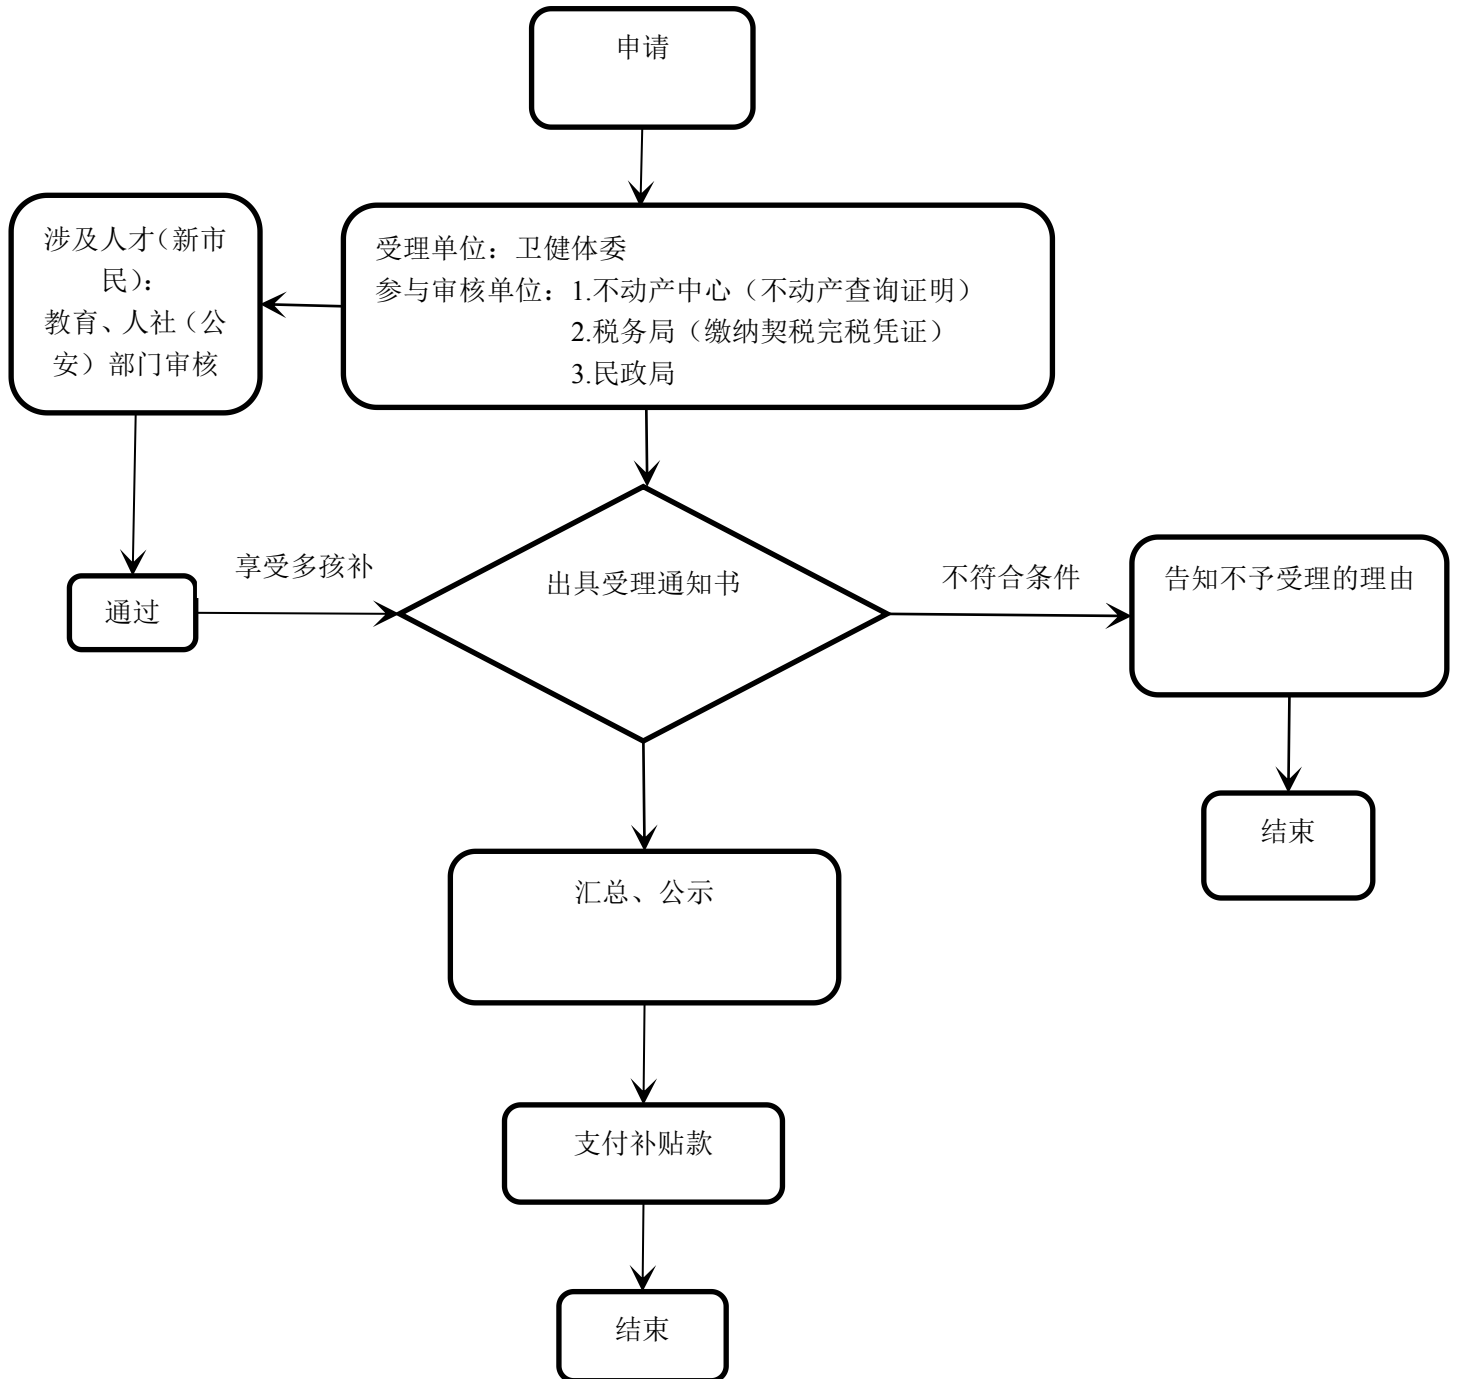 申请
涉及人才（新市
民）：
教育、人社（公
安）部门审核
受理单位：卫健体委
参与审核单位：1.不动产中心（不动产查询证明）
2.税务局（缴纳契税完税凭证）
3.民政局
通过
享受多孩补
出具受理通知书
不符合条件
告知不予受理的理由
结束
汇总、公示
支付补贴款
结束